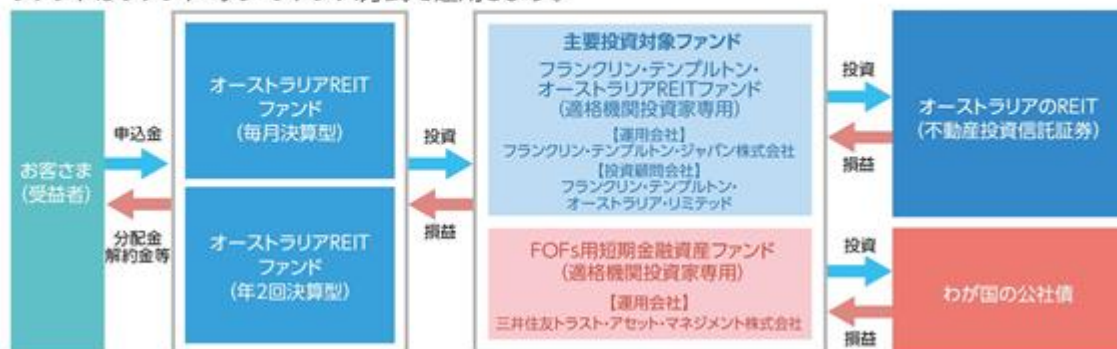 お客さま
(受益者)
申込金
分配金
解約金等
オーストラリアREIT
ファンド
(毎月決算型)
オーストラリアREIT
ファンド
(年2回決算型)
投資
損益
主要投資対象ファンド
フランクリン・テンプルトン・
オーストラリアREITファンド
(適格機関投資家専用)
【運用会社】
フランクリン・テンプルトン・ジャパン株式会社
【投資顧問会社】
フランクリン・テンプルトン・
オーストラリア・リミテッド
FOFs用短期金融資産ファンド
(適格機関投資家専用)
【運用会社】
三井住友トラスト・アセット・マネジメント株式会社
投資
損益
オーストラリアのREIT
(不動産投資信託証券)
投資
損益
わが国の公社債